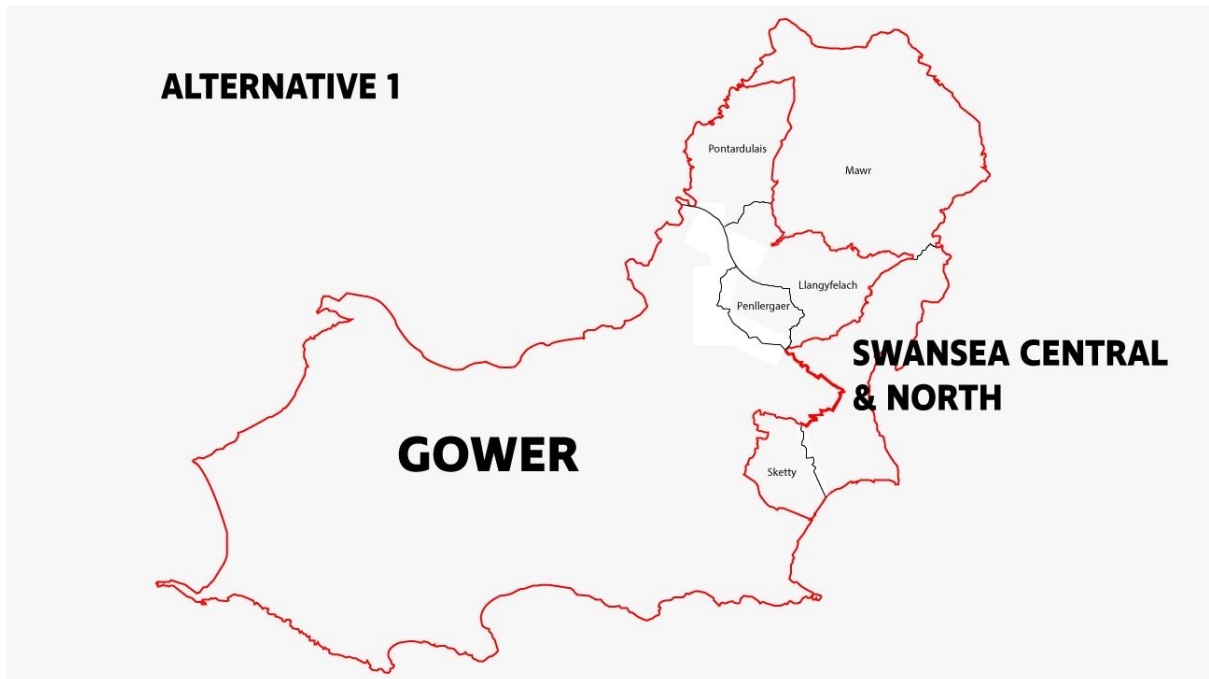 ALTERNATIVE 1
Pontardulais
Mawr
Llangyfelach
Penllergaer
SWANSEA CENTRAL
& NORTH
GOWER
Sketty